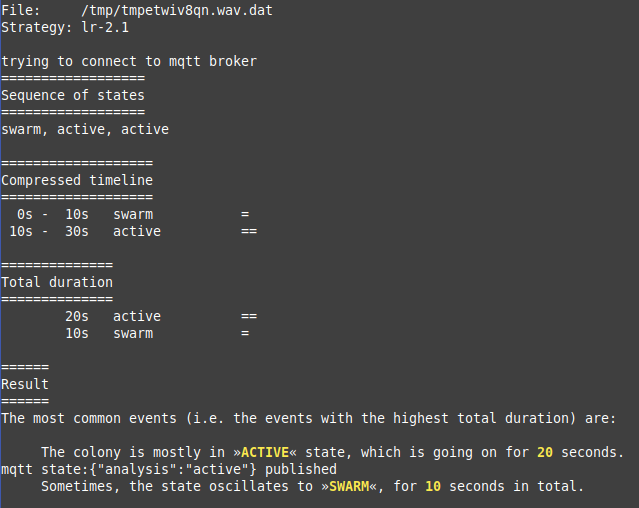 File:     /tmp/tmpetwiv8qn.wav.dat
Strategy: lr-2.1
trying to connect to mqtt broker
==================
Sequence of states
==================
swarm, active, active
===================
Compressed timeline
===================
  0s -  10s   swarm           =
 10s -  30s   active          ==
==============
Total duration
==============
        20s   active          ==
        10s   swarm           =
======
Result
======
The most common events (i.e. the events with the highest total duration) are:
     The colony is mostly in »ACTIVE« state, which is going on for 20 seconds.
mqtt state:{"analysis":"active"} published
     Sometimes, the state oscillates to »SWARM«, for 10 seconds in total.